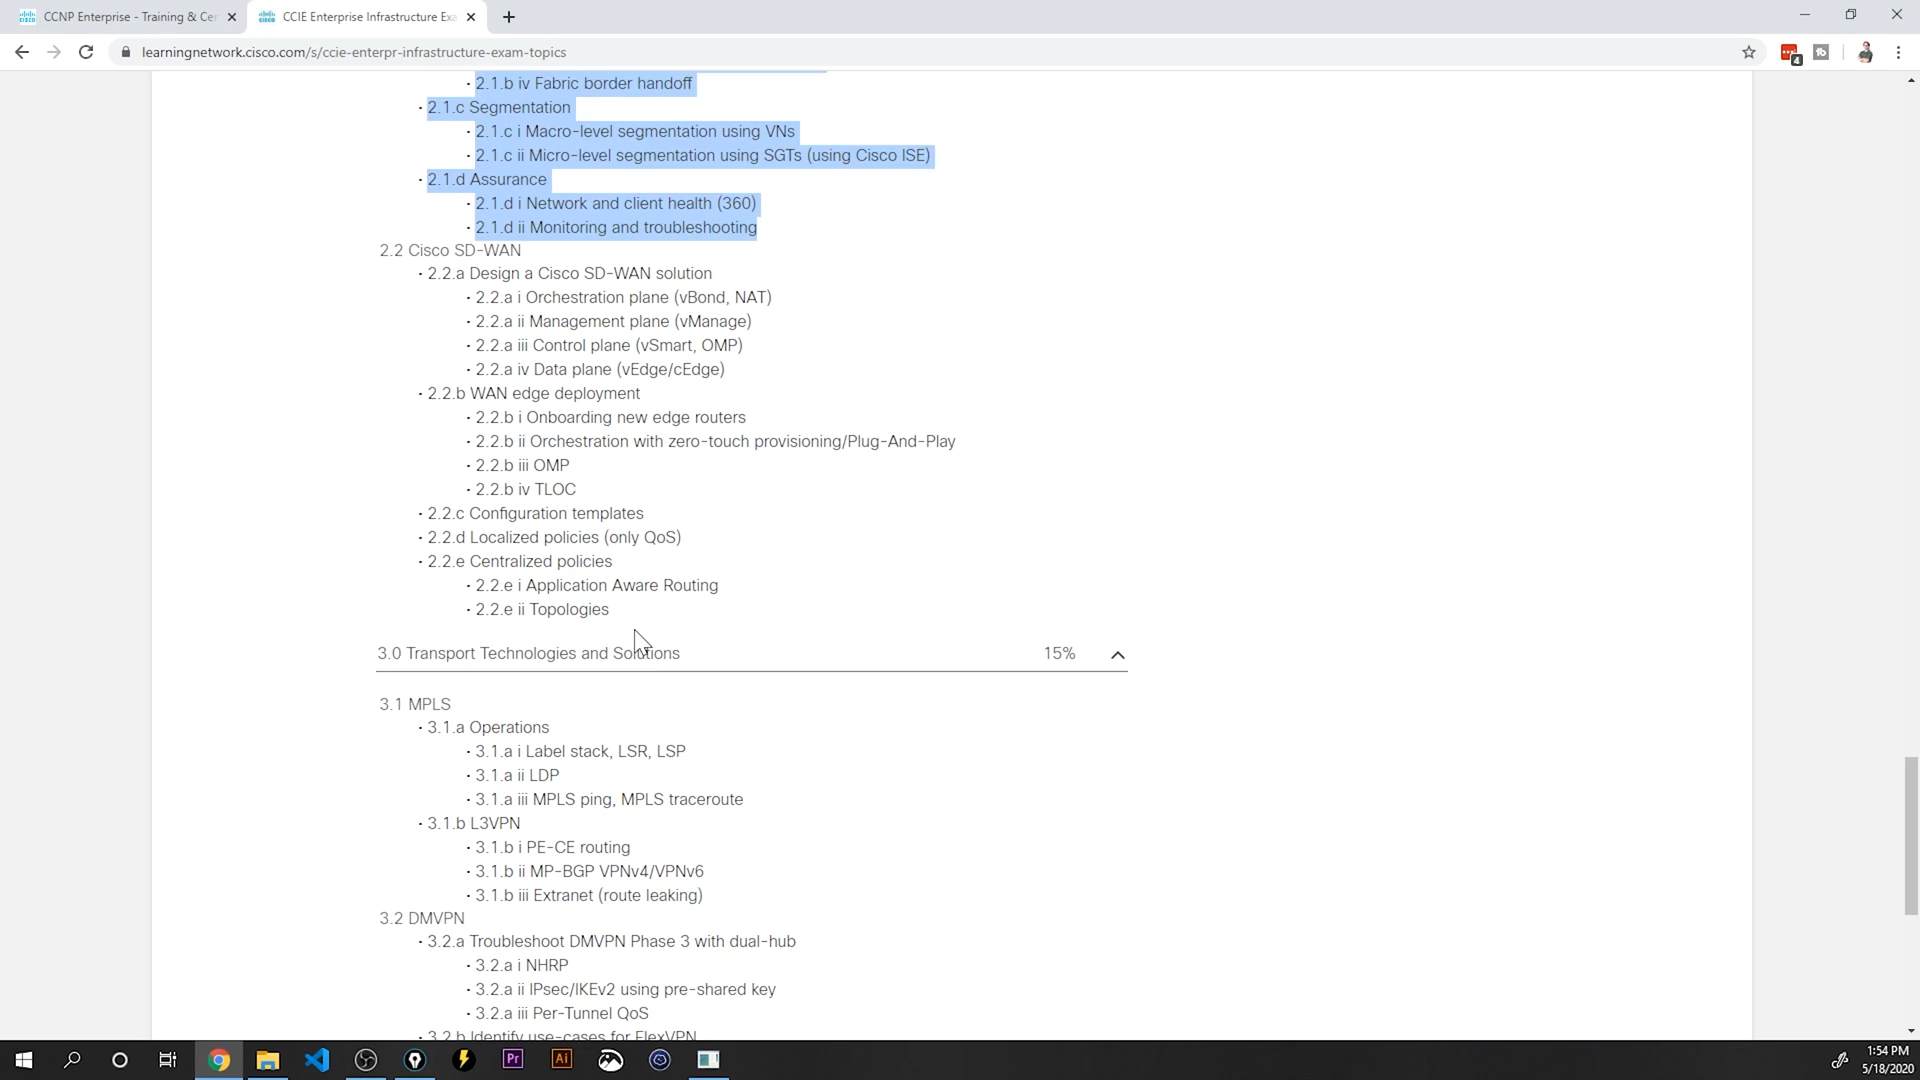 CCNP Enterprise - Training & Cer
CCIE Enterprise Infrastructure Exa
learningnetwork.cisco.com/s/ccie-enterpr-infrastructure-exam-topics
4
· 2.1.b iv Fabric border handoff
· 2.1.c Segmentation
· 2.1.c i Macro-level segmentation using VNs
· 2.1.c ii Micro-level segmentation using SGTs (using Cisco ISE)
· 2.1.d Assurance
· 2.1.d i Network and client health (360)
· 2.1.d ii Monitoring and troubleshooting
2.2 Cisco SD-WAN
· 2.2.a Design a Cisco SD-WAN solution
· 2.2.a i Orchestration plane (vBond, NAT)
· 2.2.a ii Management plane (vManage)
· 2.2.a iii Control plane (vSmart, OMP)
· 2.2.a iv Data plane (vEdge/cEdge)
· 2.2.b WAN edge deployment
· 2.2.b i Onboarding new edge routers
· 2.2.b ii Orchestration with zero-touch provisioning/Plug-And-Play
· 2.2.b iii OMP
· 2.2.b iv TLOC
· 2.2.c Configuration templates
· 2.2.d Localized policies (only QoS)
· 2.2.e Centralized policies
· 2.2.e i Application Aware Routing
· 2.2.e ii Topologies
3.0 Transport Technologies and Solutions 15%
3.1 MPLS
· 3.1.a Operations
· 3.1.a i Label stack, LSR, LSP
· 3.1.a ii LDP
· 3.1.a iii MPLS ping, MPLS traceroute
· 3.1.b L3VPN
· 3.1.b i PE-CE routing
· 3.1.b ii MP-BGP VPNv4/VPNv6
· 3.1.b iii Extranet (route leaking)
3.2 DMVPN
· 3.2.a Troubleshoot DMVPN Phase 3 with dual-hub
· 3.2.a i NHRP
· 3.2.a ii IPsec/IKEv2 using pre-shared key
· 3.2.a iii Per-Tunnel QoS
· 3.2.b Identify use-cases for FlexVPN
Pr
Ai
1:54 PM
5/18/2020